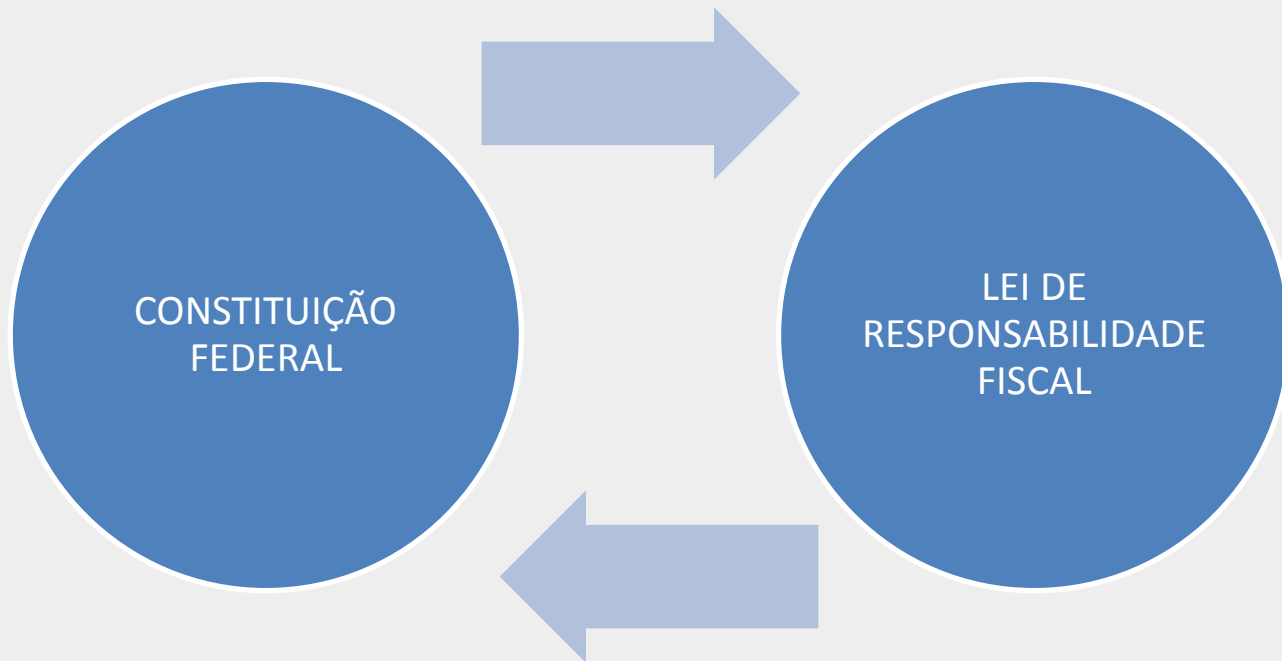 CONSTITUIÇÃO
FEDERAL
LEI DE
RESPONSABILIDADE
FISCAL